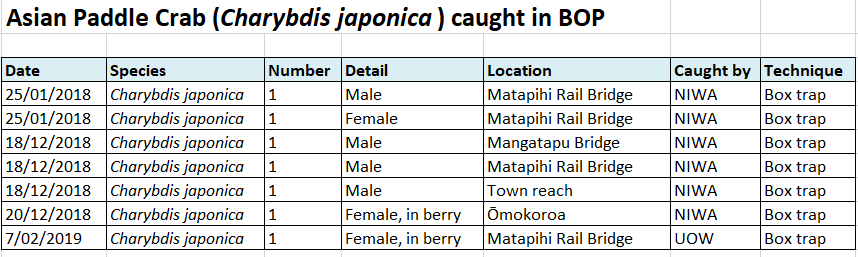 Asian Paddle Crab (Charybdis japonica ) caught in BOP
Date Species Number Detail Location Caught by Technique
25/01/2018 Charybdis japonica 1 Male Matapihi Rail Bridge NIWA Box trap
25/01/2018 Charybdis japonica 1 Female Matapihi Rail Bridge NIWA Box trap
18/12/2018 Charybdis japonica 1 Male Mangatapu Bridge NIWA Box trap
18/12/2018 Charybdis japonica 1 Male Matapihi Rail Bridge NIWA Box trap
18/12/2018 Charybdis japonica 1 Male Town reach NIWA Box trap
20/12/2018 Charybdis japonica 1 Female, in berry Ōmokoroa NIWA Box trap
7/02/2019 Charybdis japonica 1 Female, in berry Matapihi Rail Bridge UOW Box trap